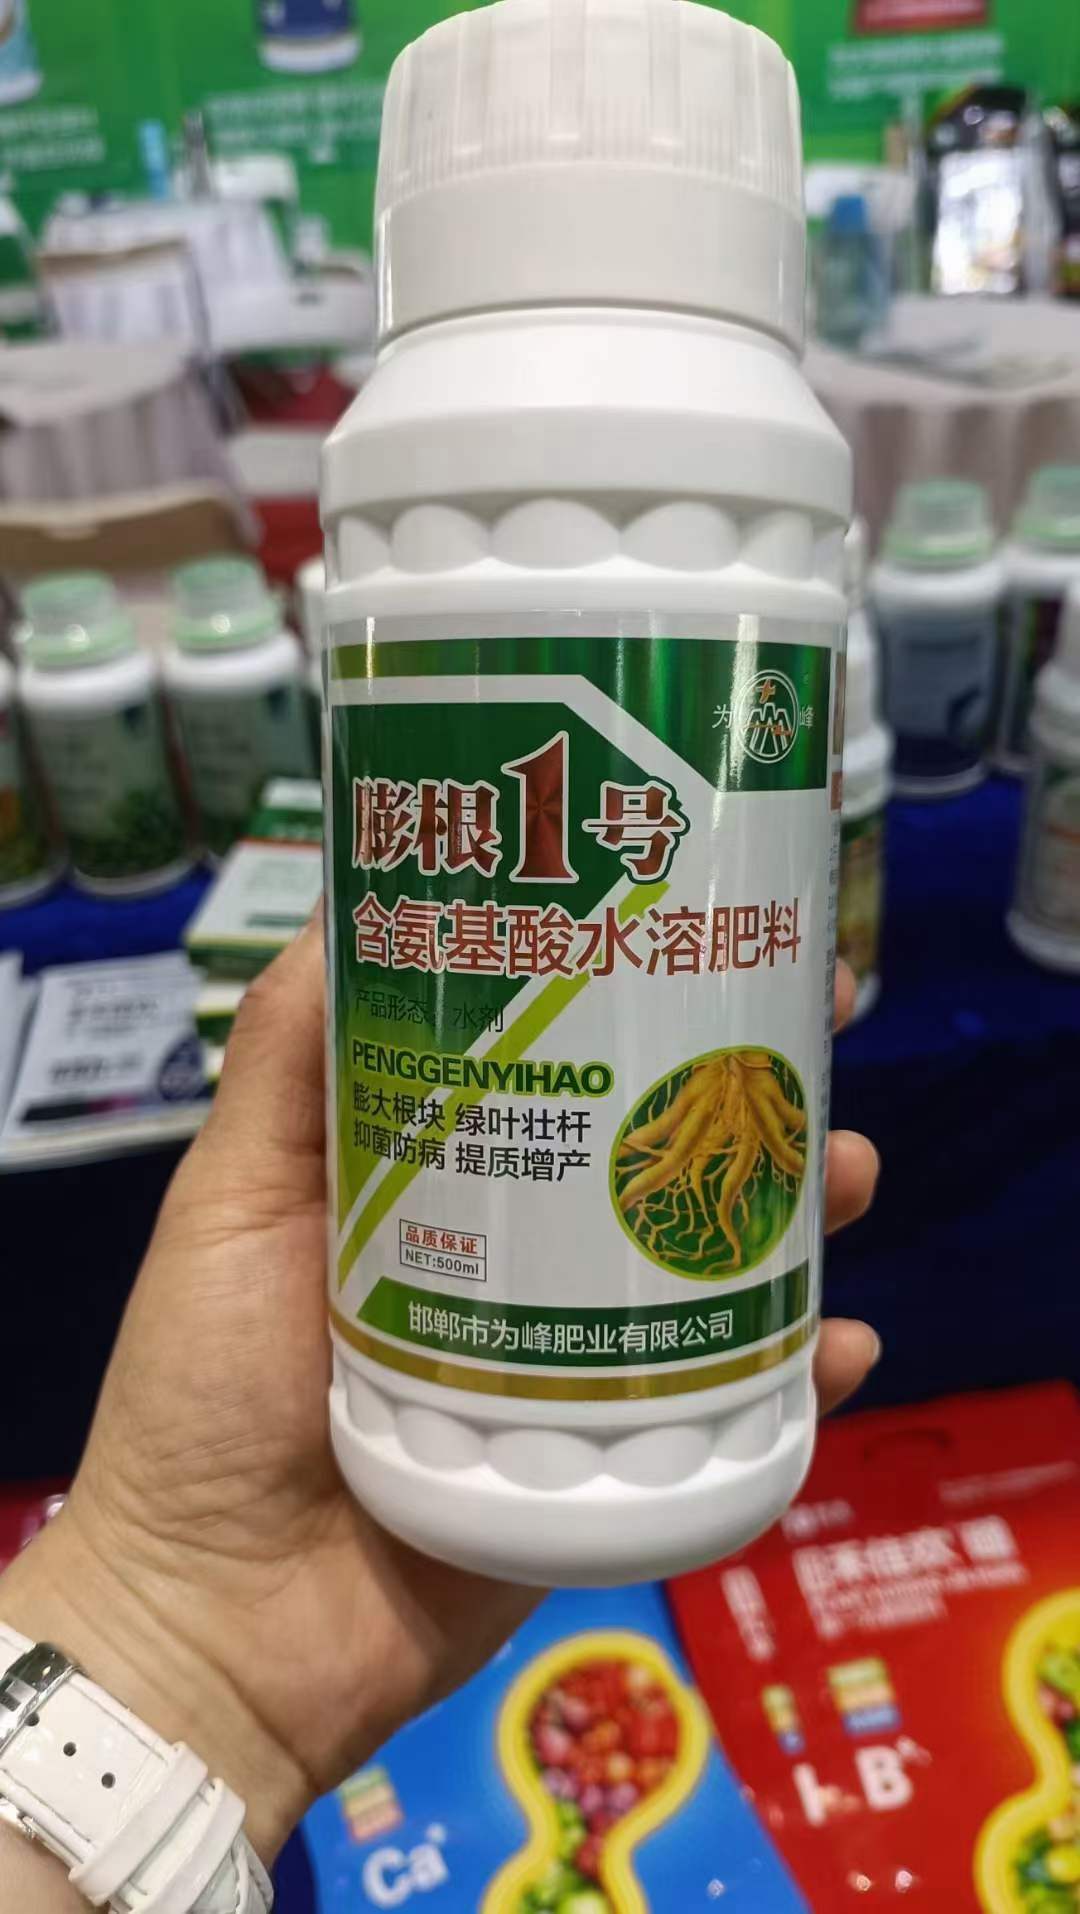 为峰
膨根1号
含氨基酸水溶肥料
产品形态：水剂
PENGGENYIHAO
膨大根块 绿叶壮杆
抑菌防病 提质增产
品质保证
NET:500ml
邯郸市为峰肥业有限公司
Ca
B